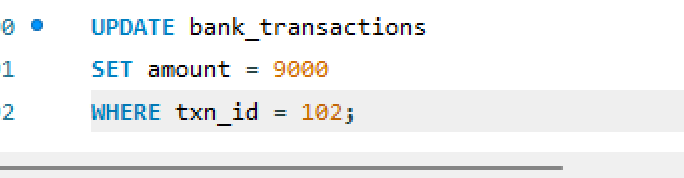 0 UPDATE bank_transactions
1 SET amount = 9000
2 WHERE txn_id = 102;